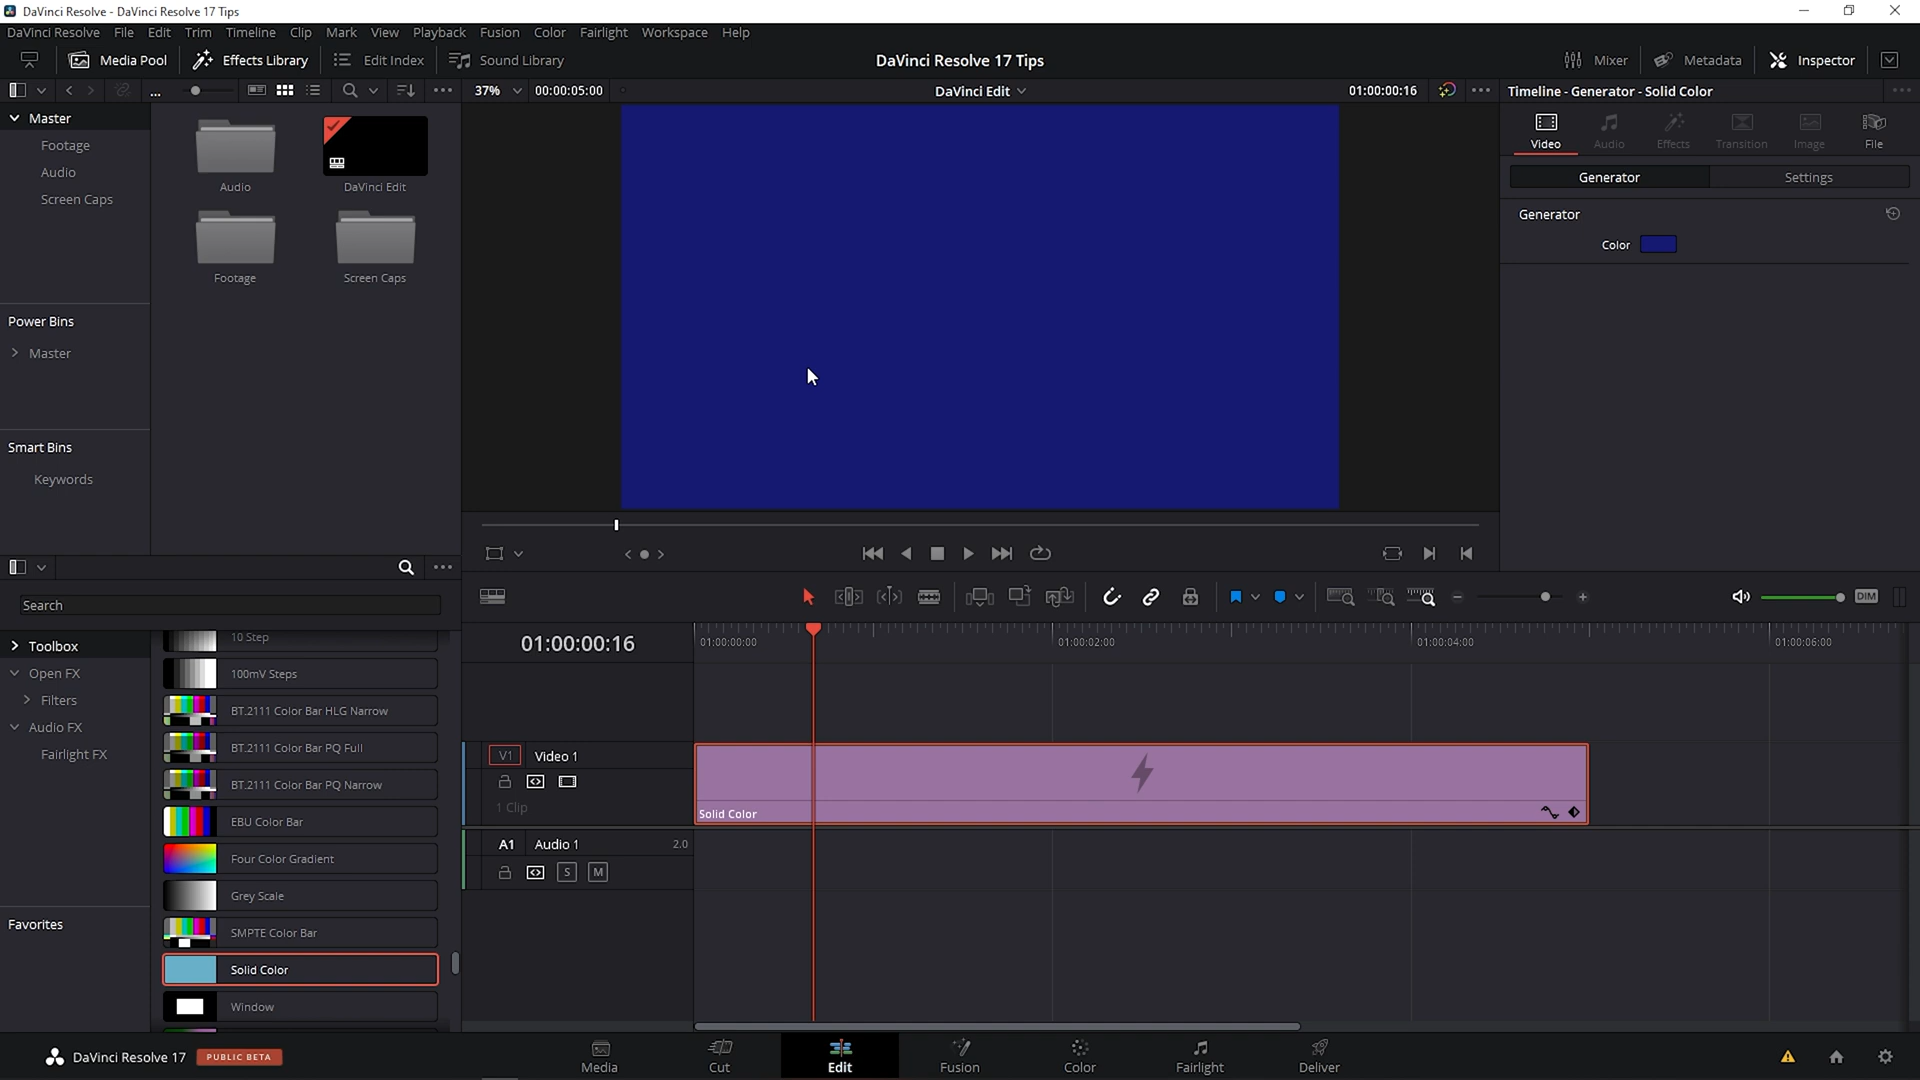 DaVinci Resolve - DaVinci Resolve 17 Tips
DaVinci Resolve File Edit Trim Timeline Clip Mark View Playback Fusion Color Fairlight Workspace Help
Media Pool Effects Library Edit Index Sound Library DaVinci Resolve 17 Tips Mixer Metadata Inspector
... 37% 00:00:05:00 DaVinci Edit 01:00:00:16 Timeline - Generator - Solid Color
Master
Footage
Audio
Screen Caps
Audio DaVinci Edit
Footage Screen Caps
Power Bins
Master
Smart Bins
Keywords
Video Audio Effects Transition Image File
Generator Settings
Generator
Color
Search
Toolbox
Open FX
Filters
Audio FX
Fairlight FX
Favorites
10 Step
100mV Steps
BT.2111 Color Bar HLG Narrow
BT.2111 Color Bar PQ Full
BT.2111 Color Bar PQ Narrow
EBU Color Bar
Four Color Gradient
Grey Scale
SMPTE Color Bar
Solid Color
Window
DIM
01:00:00:16 01:00:00:00 01:00:02:00 01:00:04:00 01:00:06:00
V1 Video 1
1 Clip
Solid Color
A1 Audio 1 2.0
S M
DaVinci Resolve 17 PUBLIC BETA
Media Cut Edit Fusion Color Fairlight Deliver